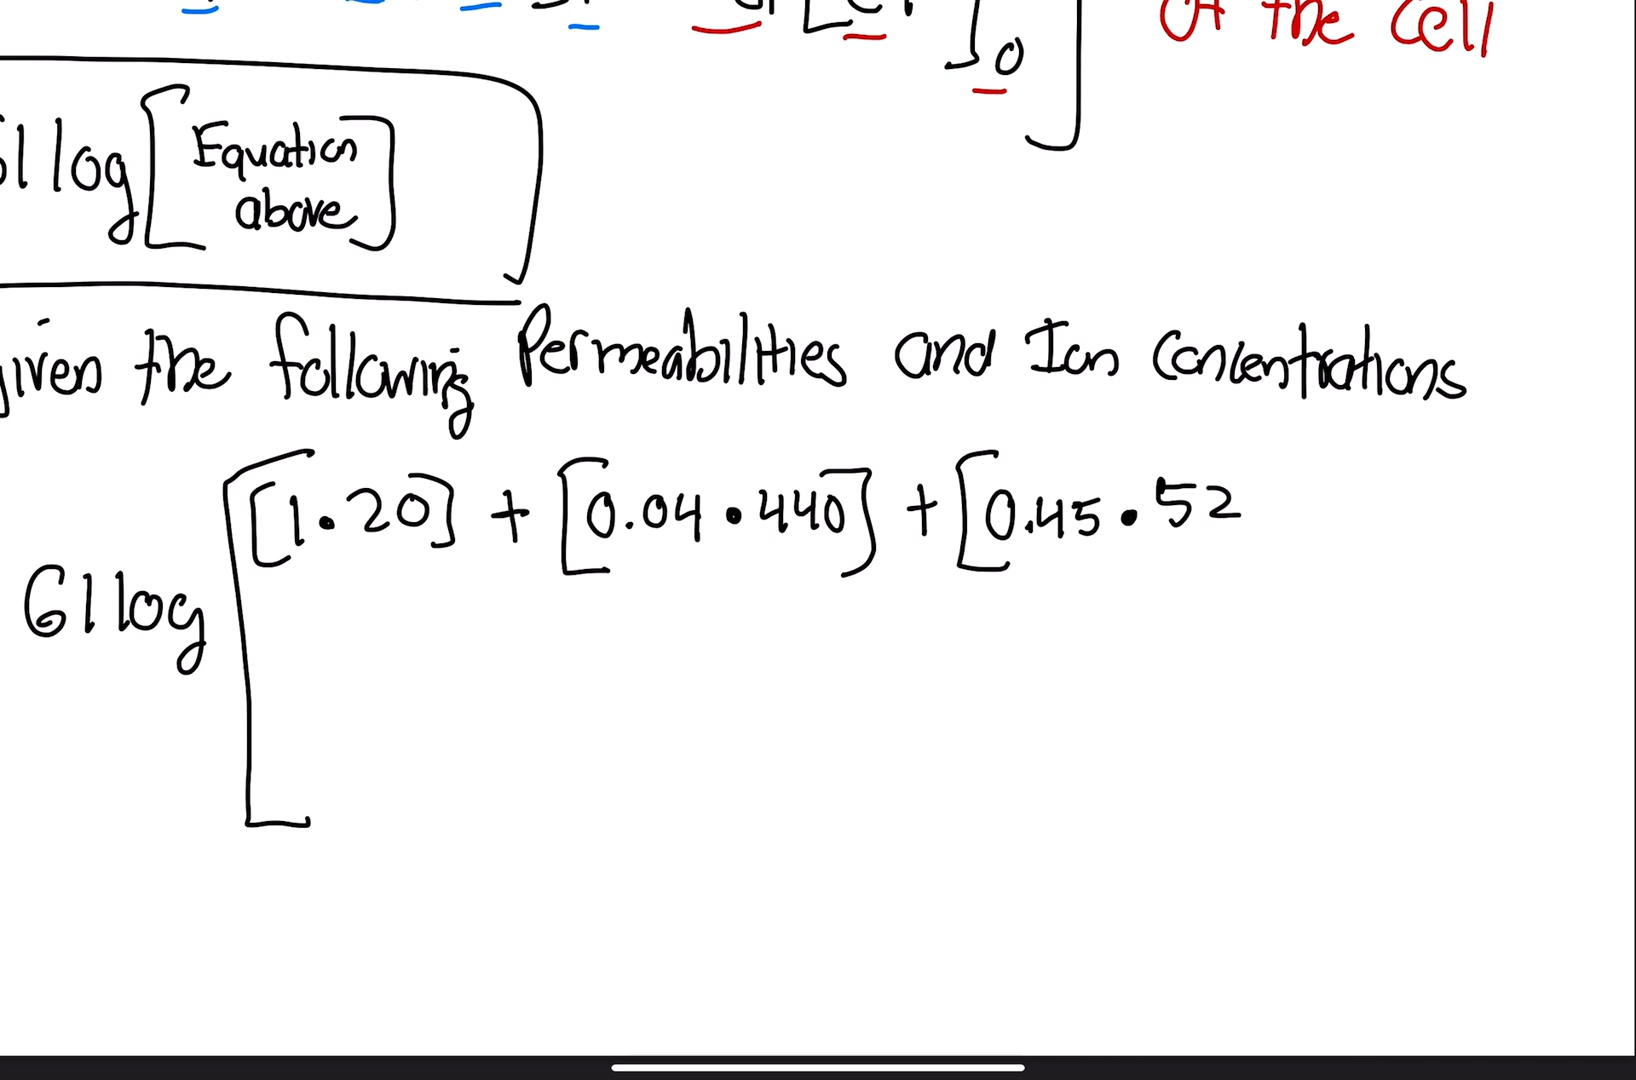 of the cell
]o ]
61 log [Equation
above]
given the following Permeabilities and Ion Concentrations
[[1·20] + [0.04·440] + [0.45·52
61 log